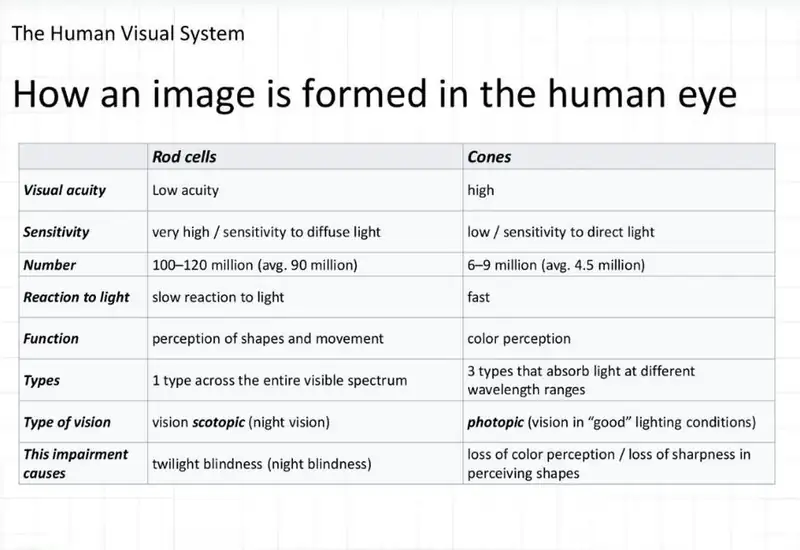 The Human Visual System
How an image is formed in the human eye
Rod cells Cones
Visual acuity Low acuity high
Sensitivity very high / sensitivity to diffuse light low / sensitivity to direct light
Number 100–120 million (avg. 90 million) 6–9 million (avg. 4.5 million)
Reaction to light slow reaction to light fast
Function perception of shapes and movement color perception
Types 1 type across the entire visible spectrum 3 types that absorb light at different
wavelength ranges
Type of vision vision scotopic (night vision) photopic (vision in “good” lighting conditions)
This impairment
causes twilight blindness (night blindness) loss of color perception / loss of sharpness in
perceiving shapes